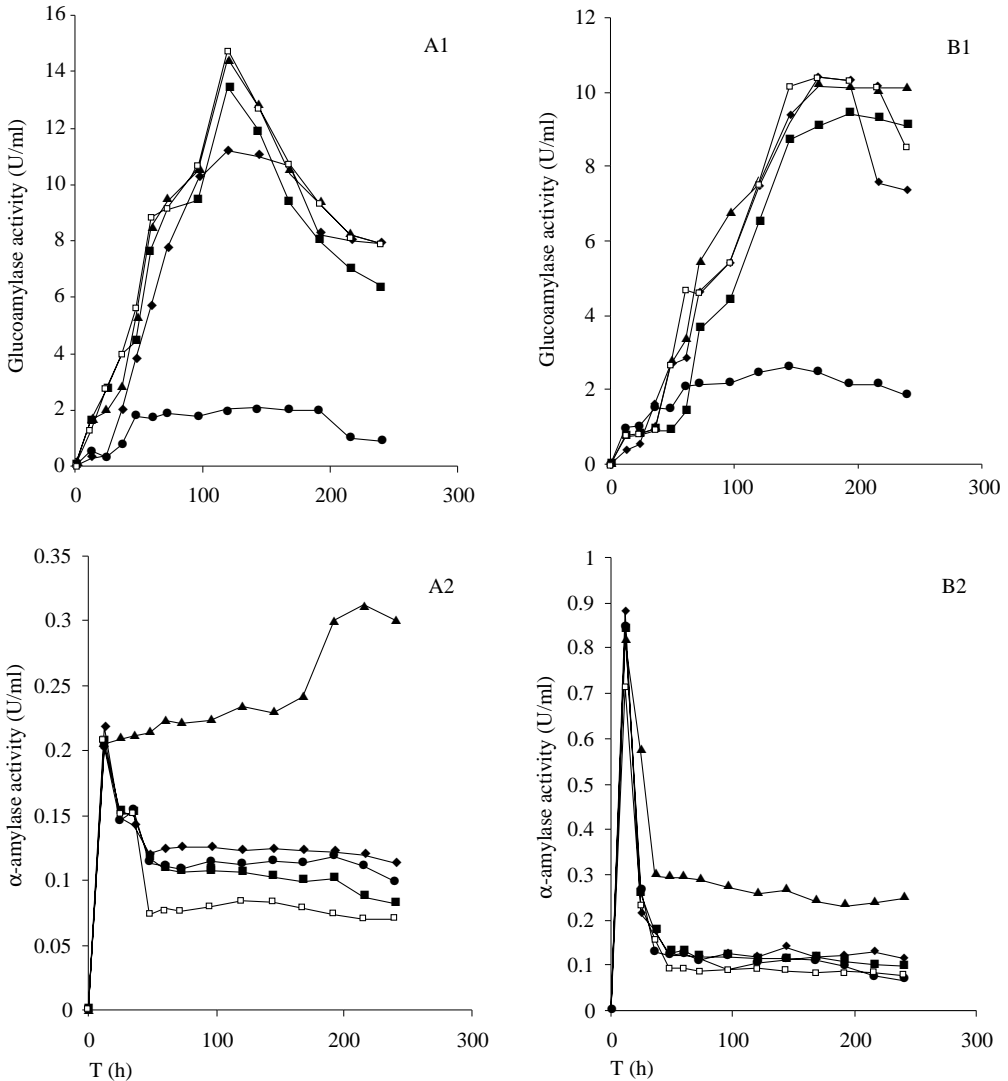 A1
Glucoamylase activity (U/ml)
16
14
12
10
8
6
4
2
0
0 100 200 300
B1
Glucoamylase activity (U/ml)
12
10
8
6
4
2
0
0 100 200 300
A2
α-amylase activity (U/ml)
0.35
0.3
0.25
0.2
0.15
0.1
0.05
0
0 100 200 300
T (h)
B2
α-amylase activity (U/ml)
1
0.9
0.8
0.7
0.6
0.5
0.4
0.3
0.2
0.1
0
0 100 200 300
T (h)